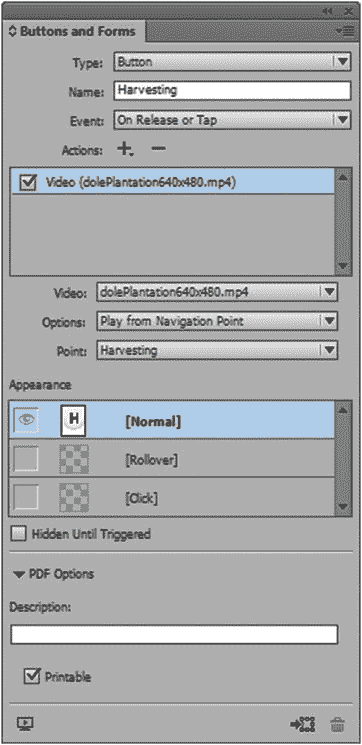 Buttons and Forms
Type: Button
Name: Harvesting
Event: On Release or Tap
Actions:
Video (dolePlantation640x480.mp4)
Video: dolePlantation640x480.mp4
Options: Play from Navigation Point
Point: Harvesting
Appearance
H [Normal]
[Rollover]
[Click]
Hidden Until Triggered
PDF Options
Description:
Printable